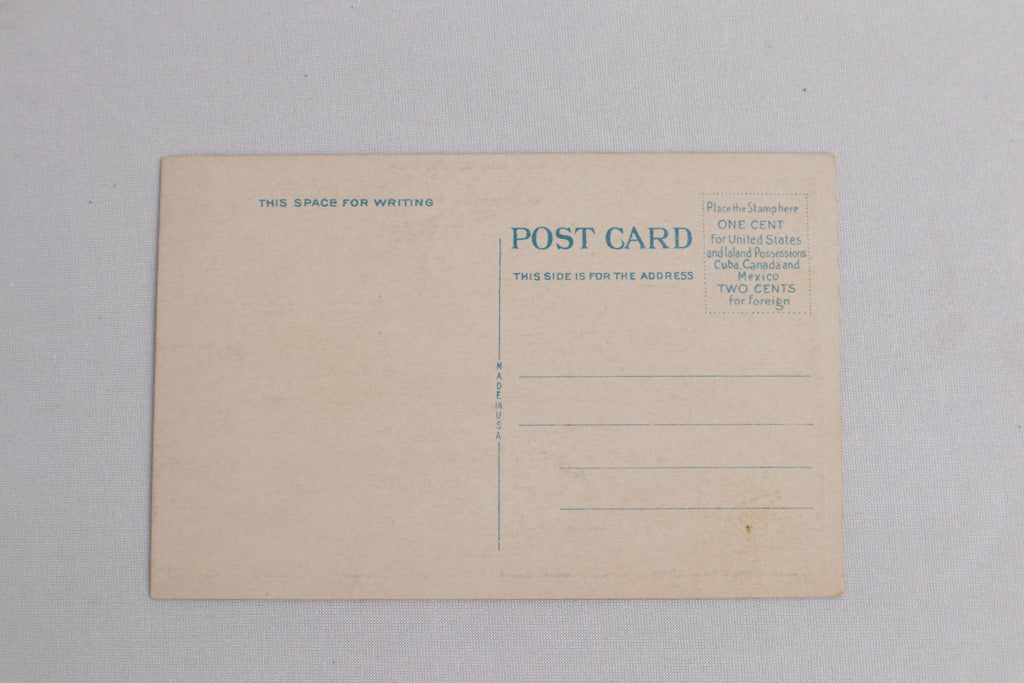 THIS SPACE FOR WRITING
POST CARD
THIS SIDE IS FOR THE ADDRESS
Place the Stamp here
ONE CENT
for United States
and Island Possessions
Cuba, Canada and
Mexico
TWO CENTS
for foreign
MADE IN USA